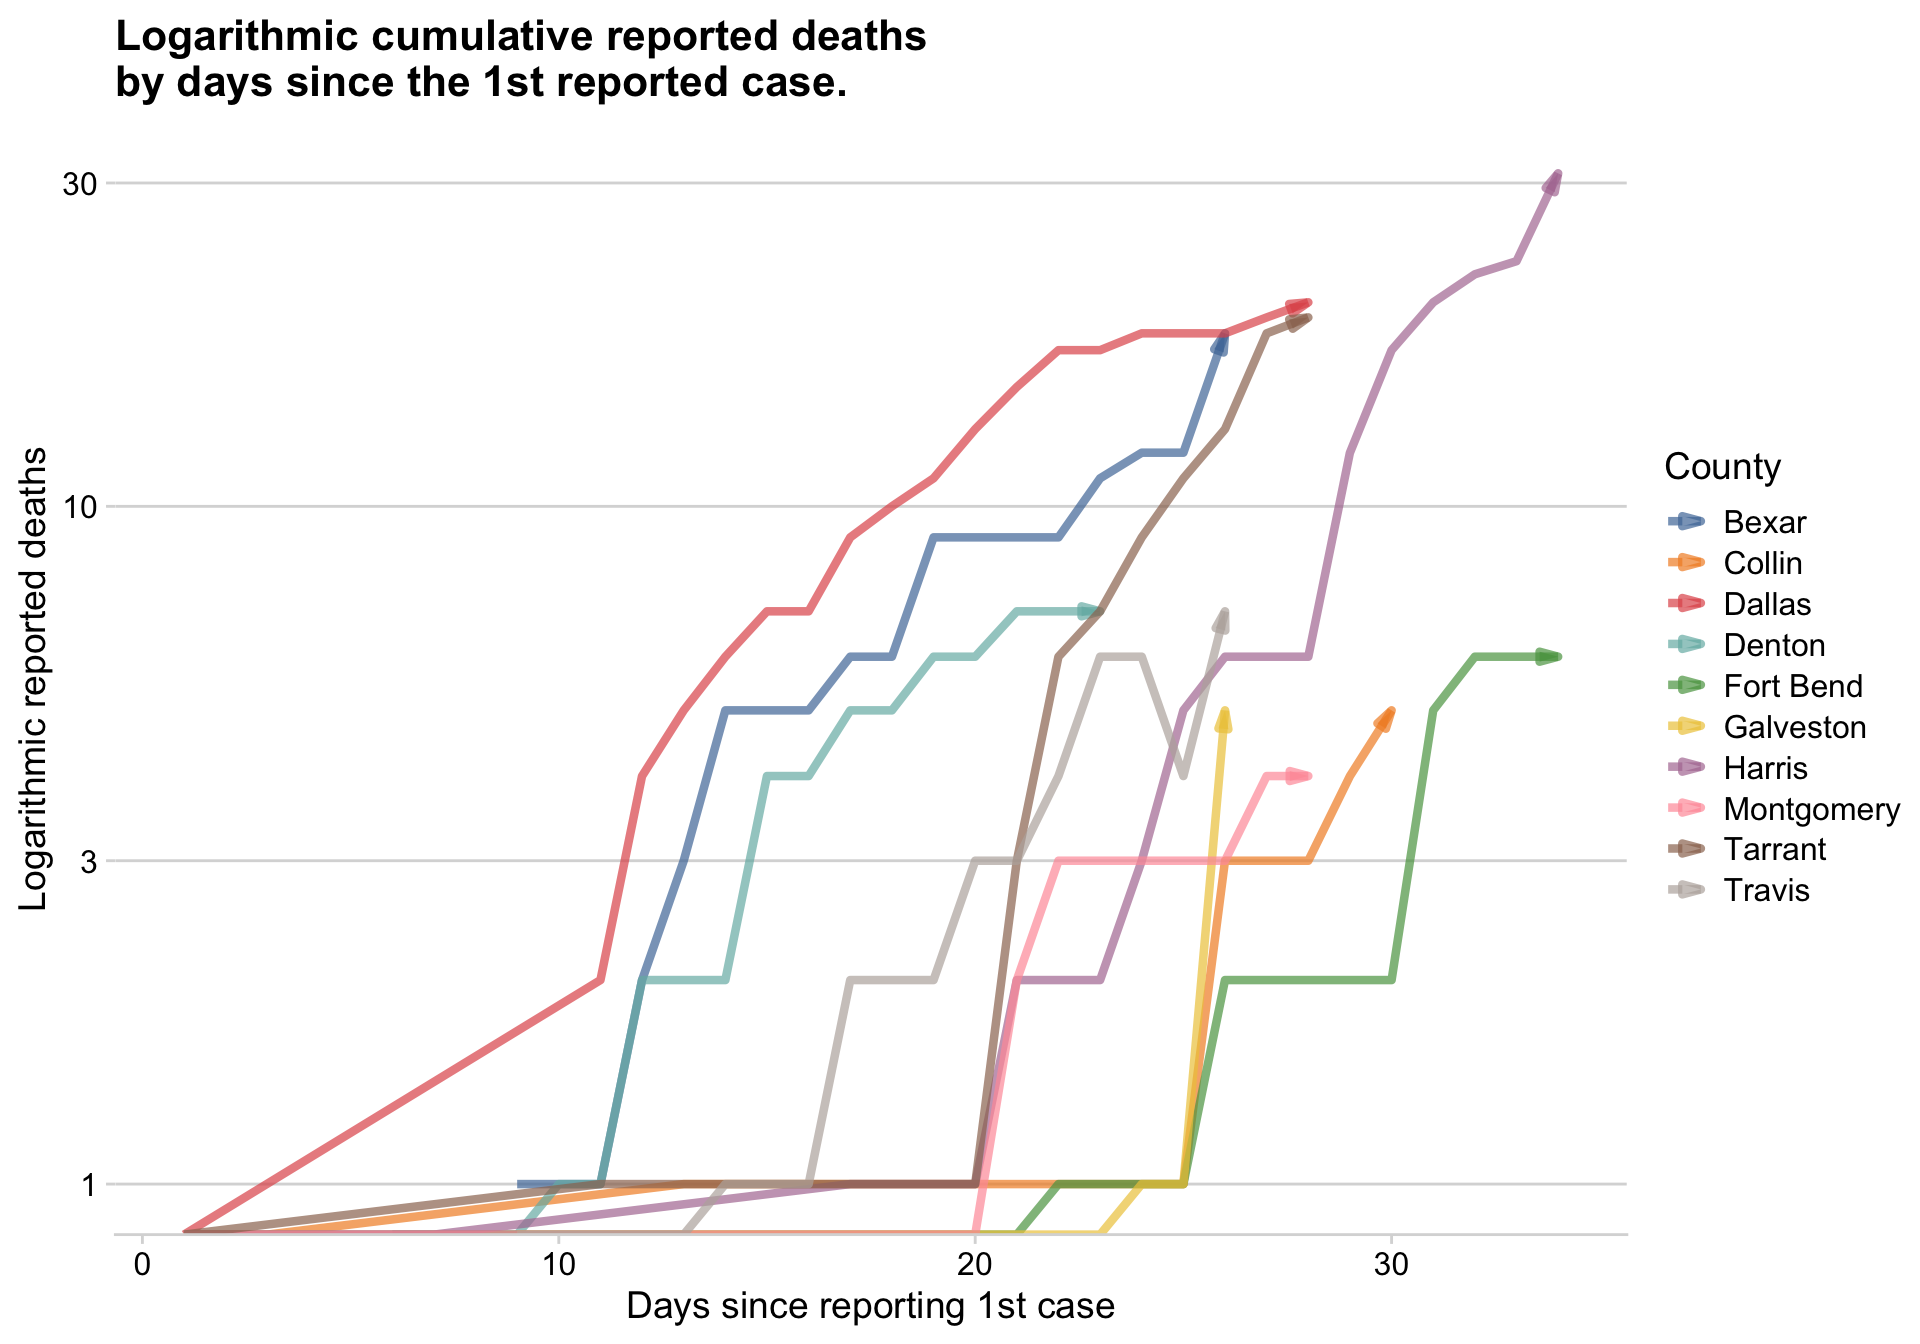 Logarithmic cumulative reported deaths
by days since the 1st reported case.
Logarithmic reported deaths
30
10
3
1
0
10
20
30
Days since reporting 1st case
County
Bexar
Collin
Dallas
Denton
Fort Bend
Galveston
Harris
Montgomery
Tarrant
Travis